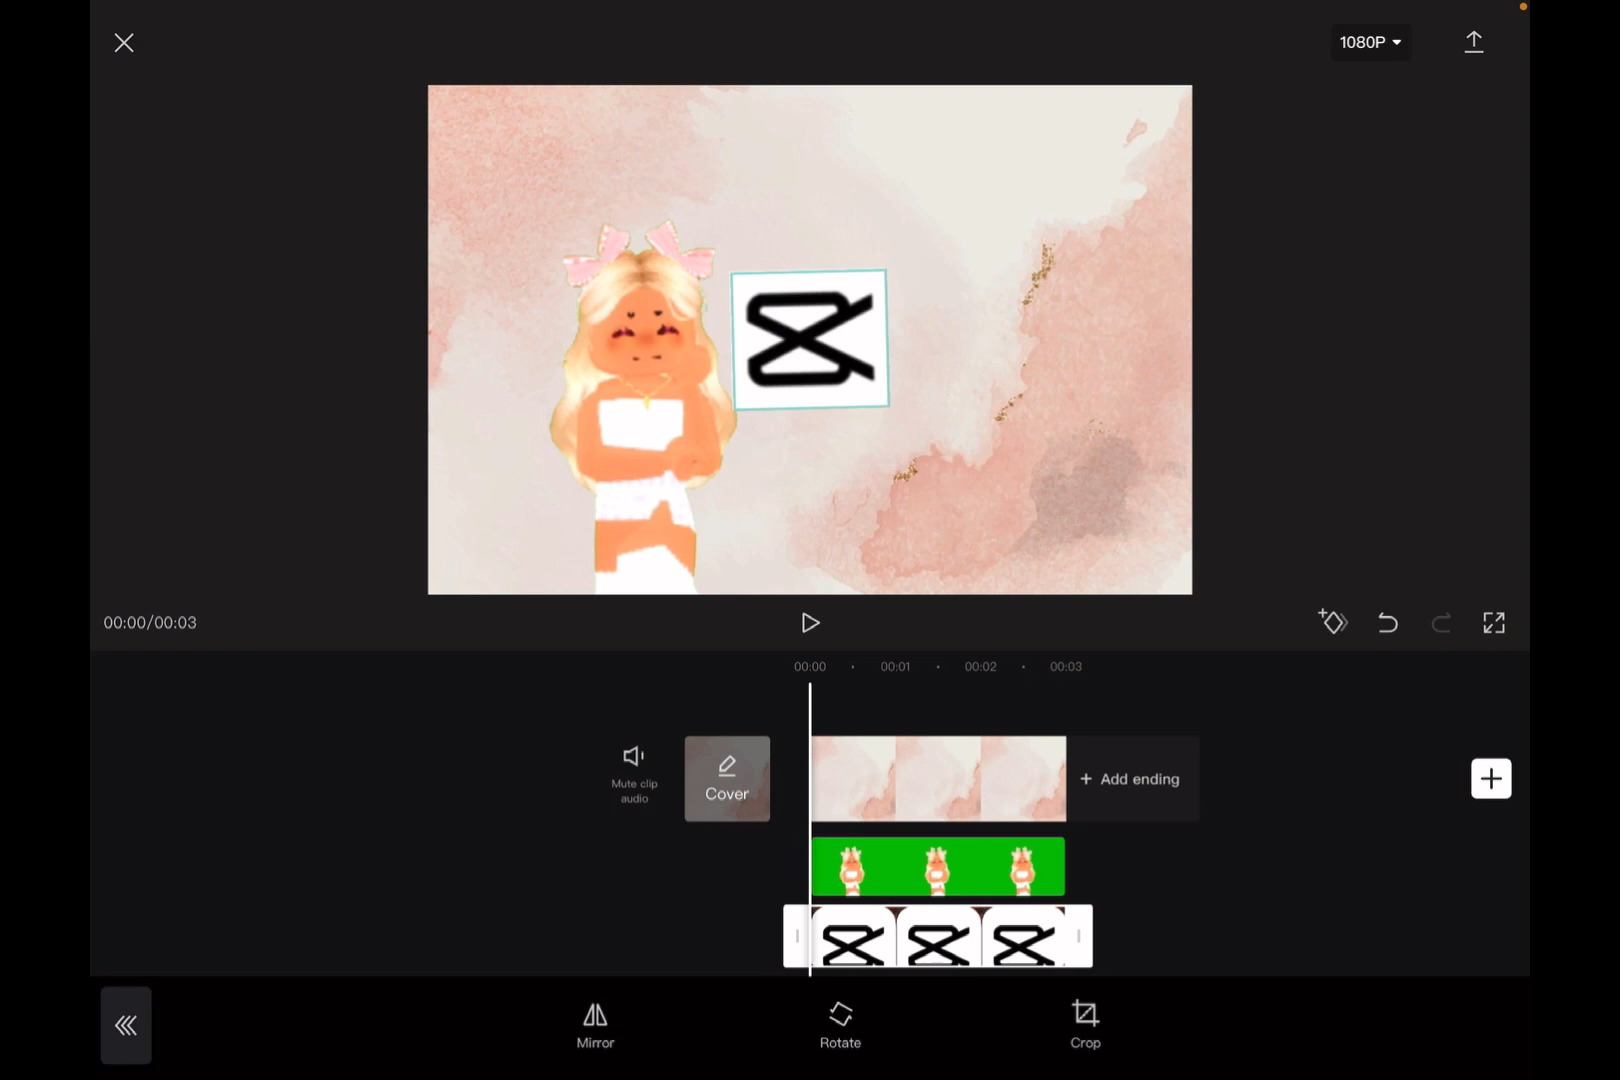 1080P
00:00/00:03
00:00
00:01
00:02
00:03
Mute clip
audio
Cover
+ Add ending
Mirror
Rotate
Crop